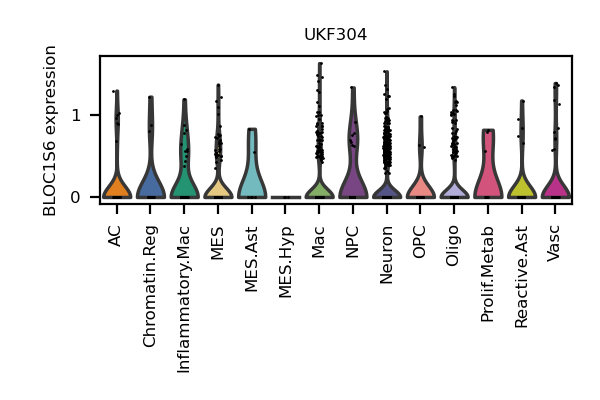 UKF304
BLOC1S6 expression
1
0
AC
Chromatin.Reg
Inflammatory.Mac
MES
MES.Ast
MES.Hyp
Mac
NPC
Neuron
OPC
Oligo
Prolif.Metab
Reactive.Ast
Vasc